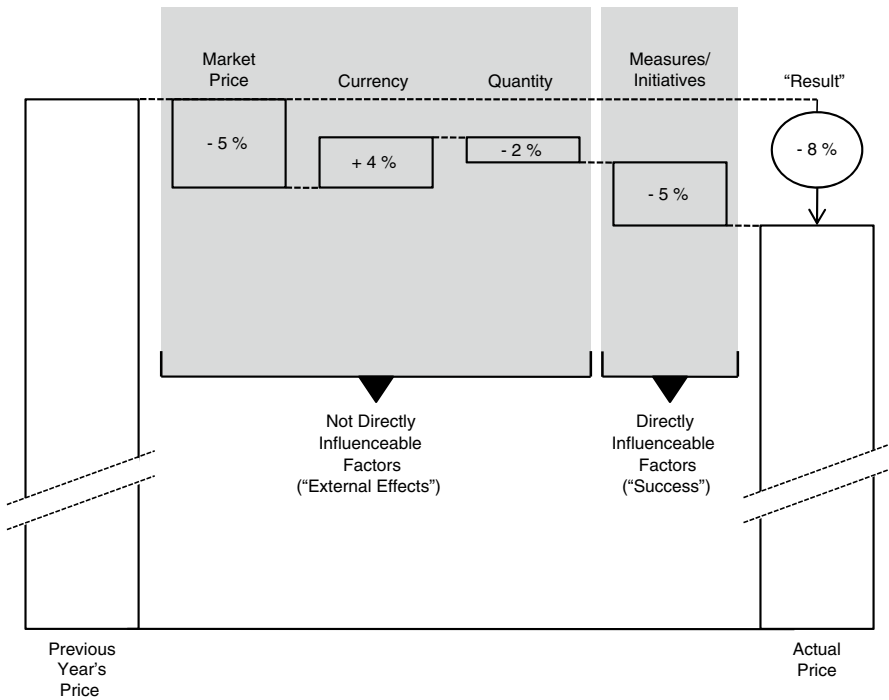 Market
Price
Currency
Quantity
Measures/
Initiatives
“Result”
- 5 %
+ 4 %
- 2 %
- 5 %
- 8 %
Not Directly
Influenceable
Factors
(“External Effects”)
Directly
Influenceable
Factors
(“Success”)
Previous
Year's
Price
Actual
Price